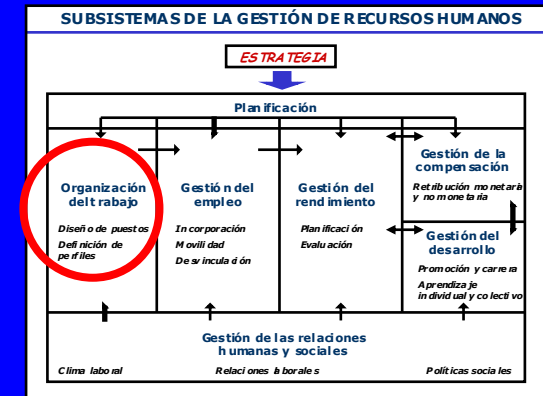 SUBSISTEMAS DE LA GESTIÓN DE RECURSOS HUMANOS
ESTRATEGIA
Planificación
Organización
del trabajo
Diseño de puestos
Definición de
perfiles
Gestión del
empleo
Incorporación
Movilidad
Desvinculación
Gestión del
rendimiento
Planificación
Evaluación
Gestión de la
compensación
Retribución monetaria
y no monetaria
Gestión del
desarrollo
Promoción y carrera
Aprendizaje
individual y colectivo
Gestión de las relaciones
humanas y sociales
Clima laboral
Relaciones laborales
Políticas sociales